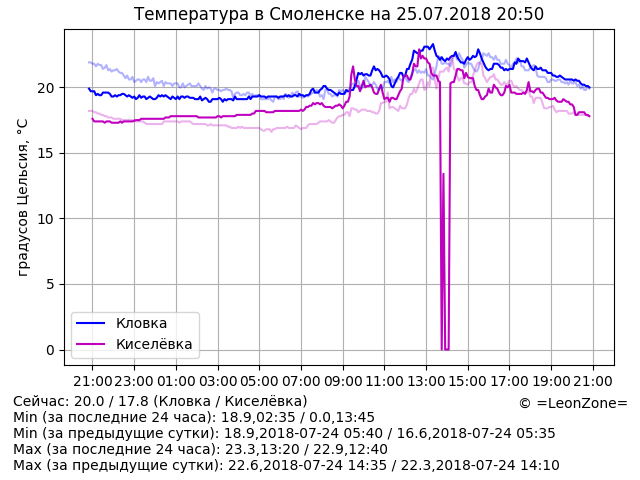 Температура в Смоленске на 25.07.2018 20:50
градусов Цельсия, °C
20
15
10
5
0
Кловка
Киселёвка
21:00 23:00 01:00 03:00 05:00 07:00 09:00 11:00 13:00 15:00 17:00 19:00 21:00
Сейчас: 20.0 / 17.8 (Кловка / Киселёвка)
© =LeonZone=
Min (за последние 24 часа): 18.9,02:35 / 0.0,13:45
Min (за предыдущие сутки): 18.9,2018-07-24 05:40 / 16.6,2018-07-24 05:35
Max (за последние 24 часа): 23.3,13:20 / 22.9,12:40
Max (за предыдущие сутки): 22.6,2018-07-24 14:35 / 22.3,2018-07-24 14:10